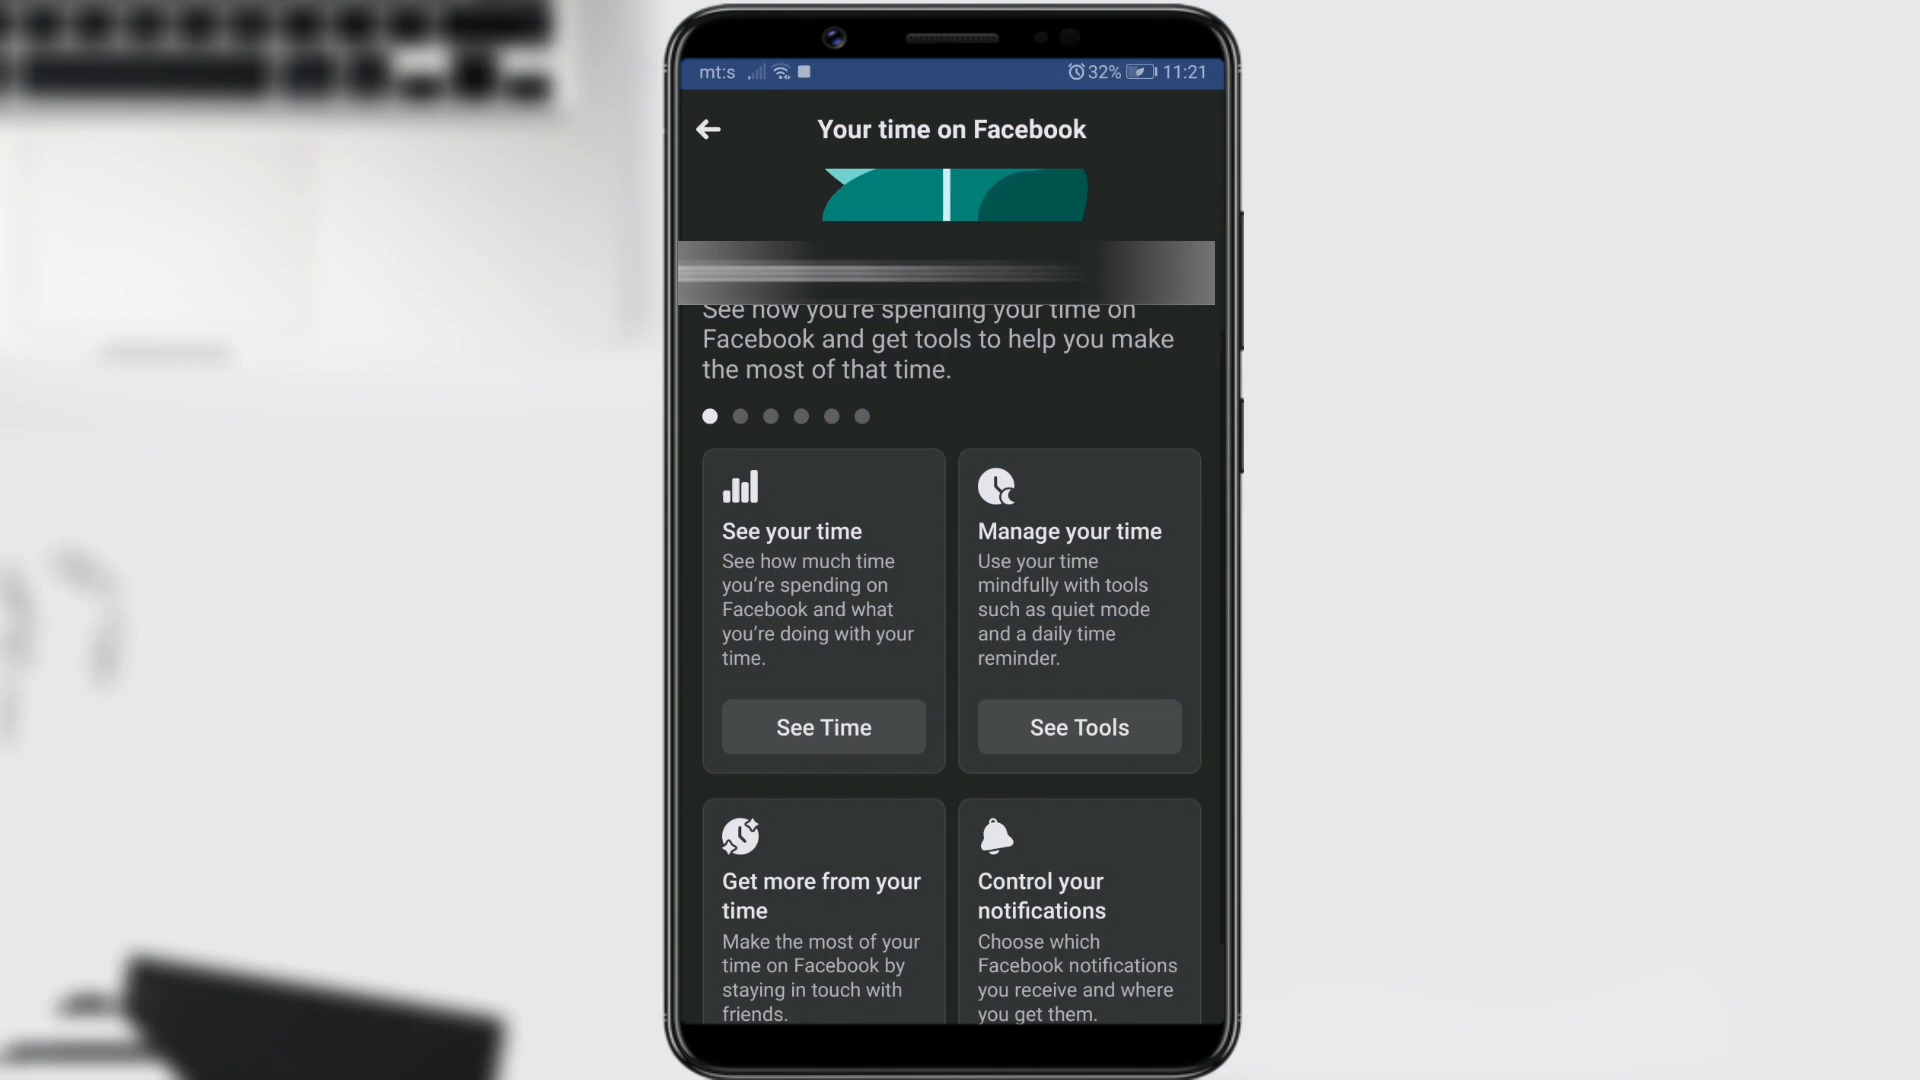 mt:s
32%
11:21
Your time on Facebook
See how you're spending your time on
Facebook and get tools to help you make
the most of that time.
See your time
See how much time
you're spending on
Facebook and what
you're doing with your
time.
See Time
Manage your time
Use your time
mindfully with tools
such as quiet mode
and a daily time
reminder.
See Tools
Get more from your
time
Make the most of your
time on Facebook by
staying in touch with
friends.
Control your
notifications
Choose which
Facebook notifications
you receive and where
you get them.